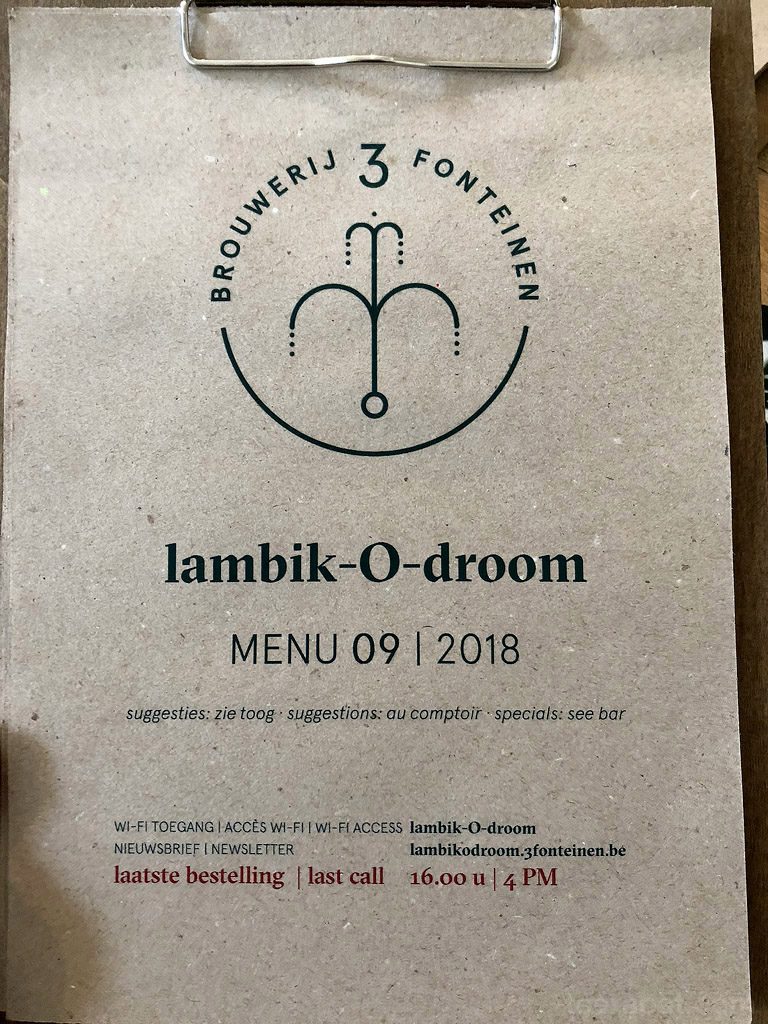 BROUWERIJ 3 FONTEINEN
lambik-O-droom
MENU 09 | 2018
suggesties: zie toog · suggestions: au comptoir · specials: see bar
WI-FI TOEGANG | ACCÈS WI-FI | WI-FI ACCESS lambik-O-droom
NIEUWSBRIEF | NEWSLETTER lambikodroom.3fonteinen.be
laatste bestelling | last call 16.00 u | 4 PM